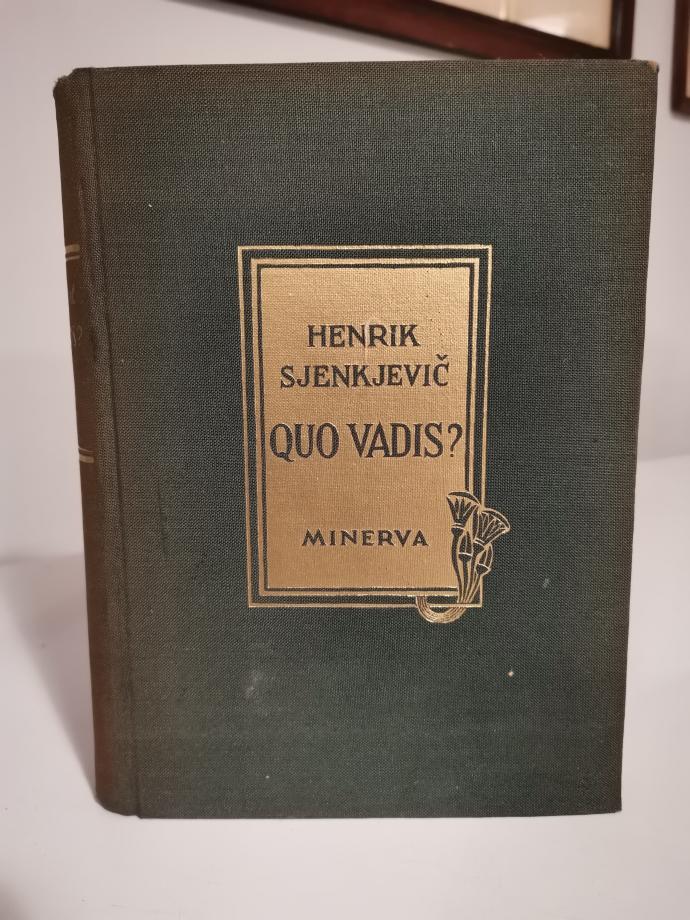 HENRIK
SJENKJEVIČ
QUO VADIS?
MINERVA